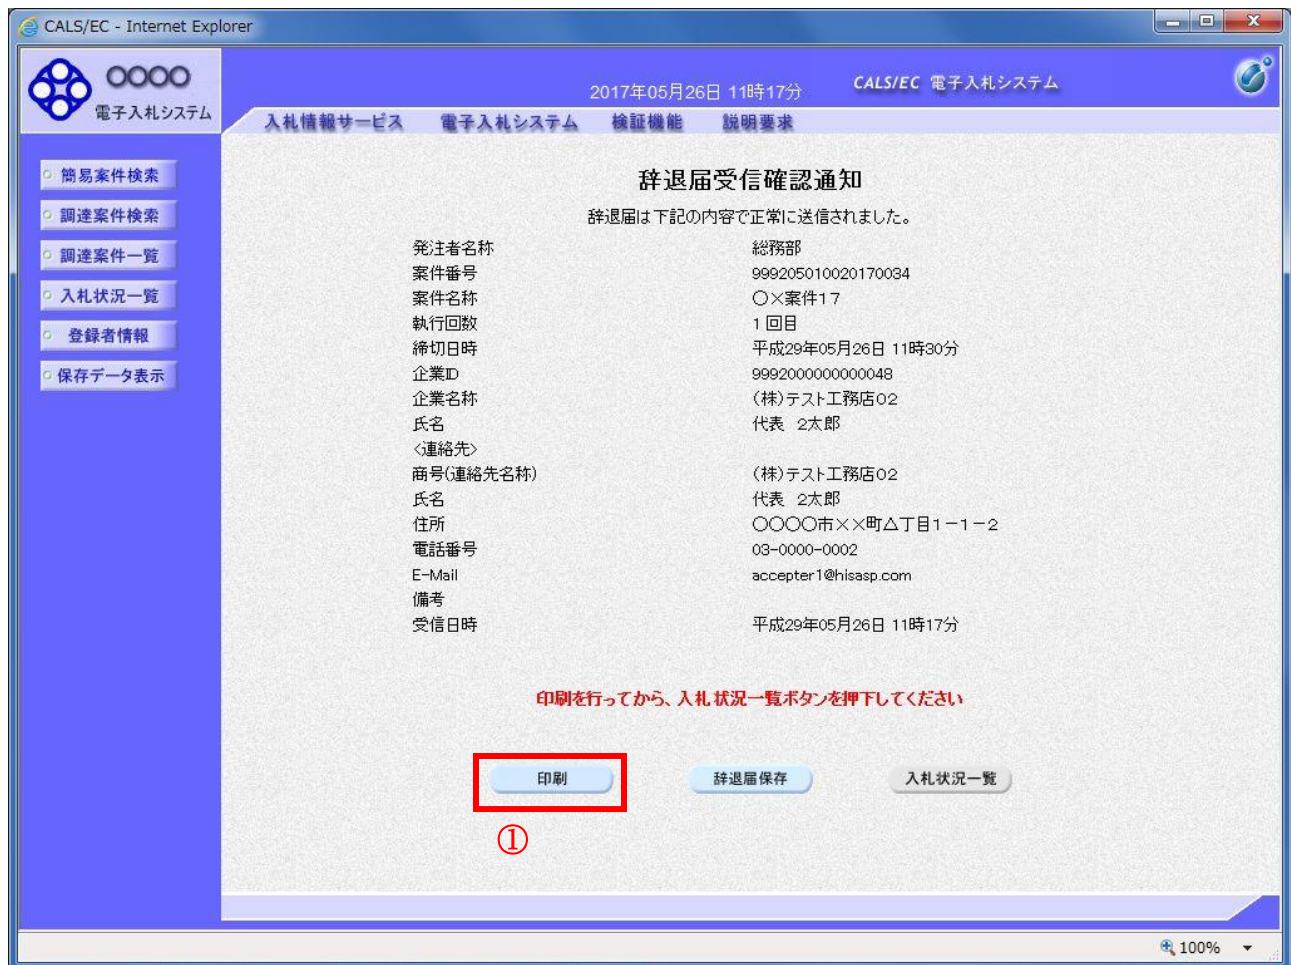 CALS/EC - Internet Explorer
○○○○
電子入札システム
2017年05月26日 11時17分
CALS/EC 電子入札システム
入札情報サービス 電子入札システム 検証機能 説明要求
簡易案件検索
調達案件検索
調達案件一覧
入札状況一覧
登録者情報
保存データ表示
辞退届受信確認通知
辞退届は下記の内容で正常に送信されました。
発注者名称 総務部
案件番号 999205010020170034
案件名称 ○×案件17
執行回数 1回目
締切日時 平成29年05月26日 11時30分
企業ID 9992000000000048
企業名称 (株)テスト工務店02
氏名 代表 2太郎
<連絡先>
商号(連絡先名称) (株)テスト工務店02
氏名 代表 2太郎
住所 ○○○○市××町△丁目1-1-2
電話番号 03-0000-0002
E-Mail accepter1@hisasp.com
備考
受信日時 平成29年05月26日 11時17分
印刷を行ってから、入札状況一覧ボタンを押下してください
印刷 辞退届保存 入札状況一覧
①
100%